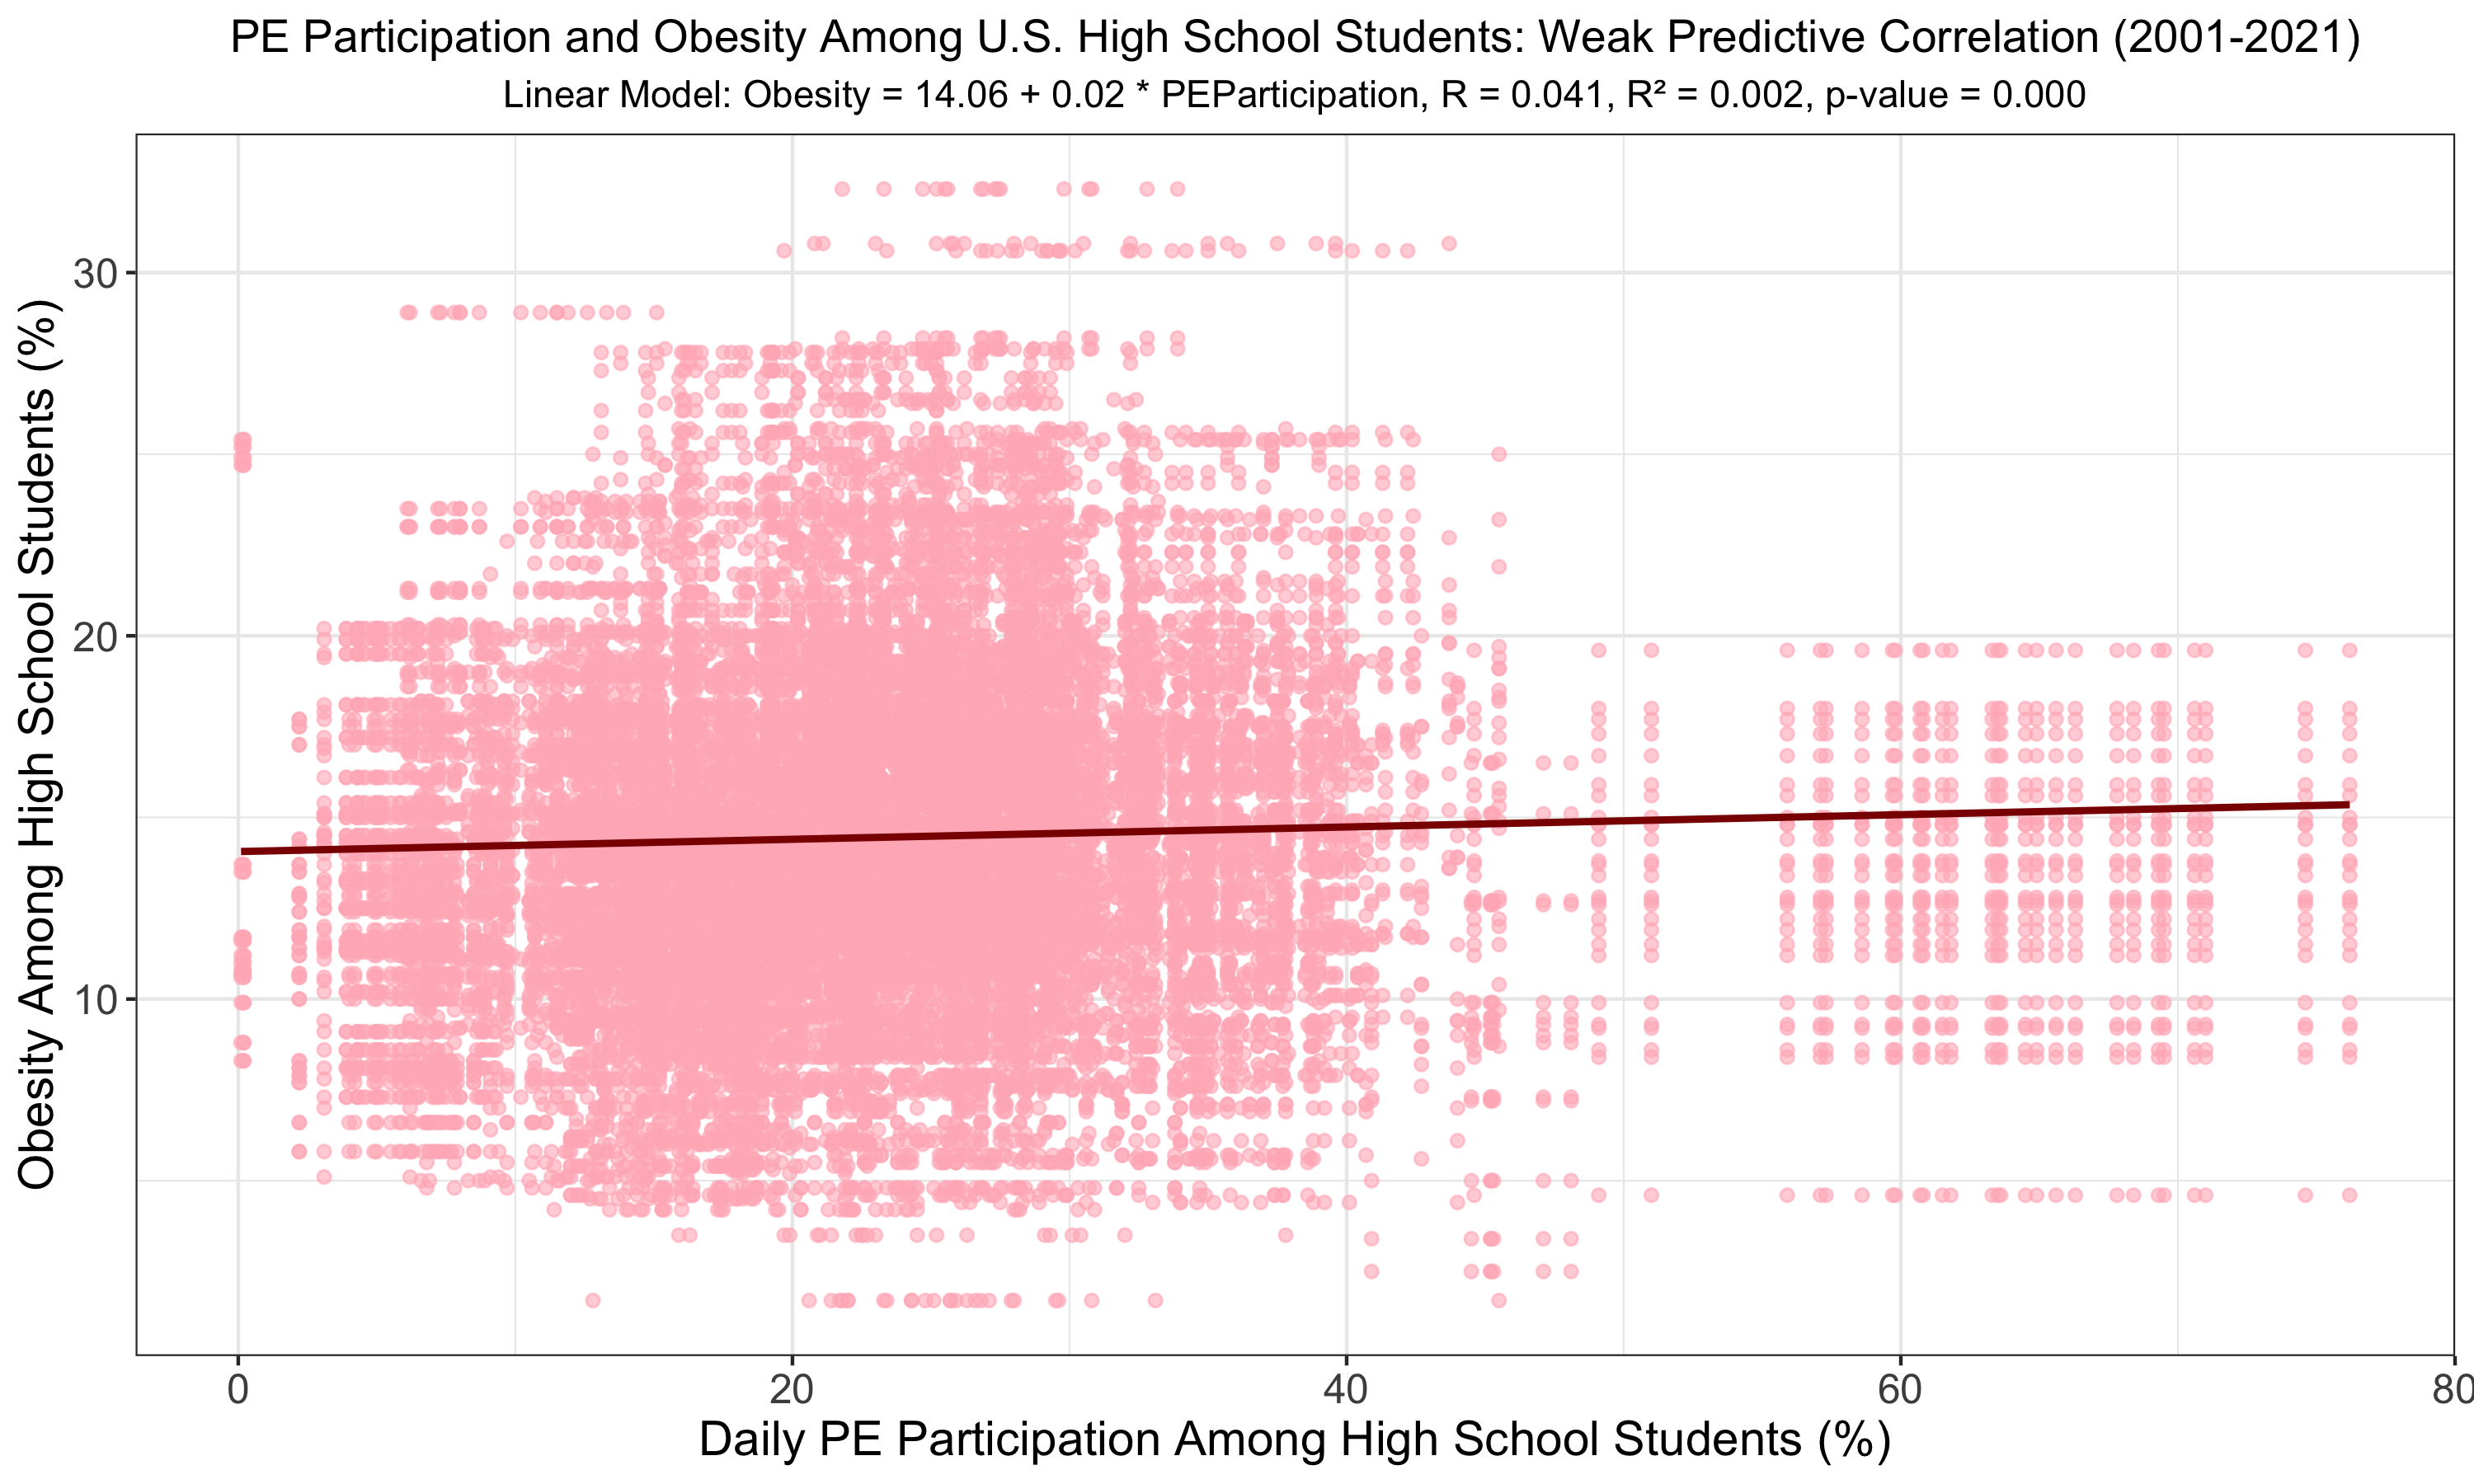 PE Participation and Obesity Among U.S. High School Students: Weak Predictive Correlation (2001-2021)
Linear Model: Obesity = 14.06 + 0.02 * PEParticipation, R = 0.041, R² = 0.002, p-value = 0.000
Obesity Among High School Students (%)
30
20
10
0 20 40 60 80
Daily PE Participation Among High School Students (%)